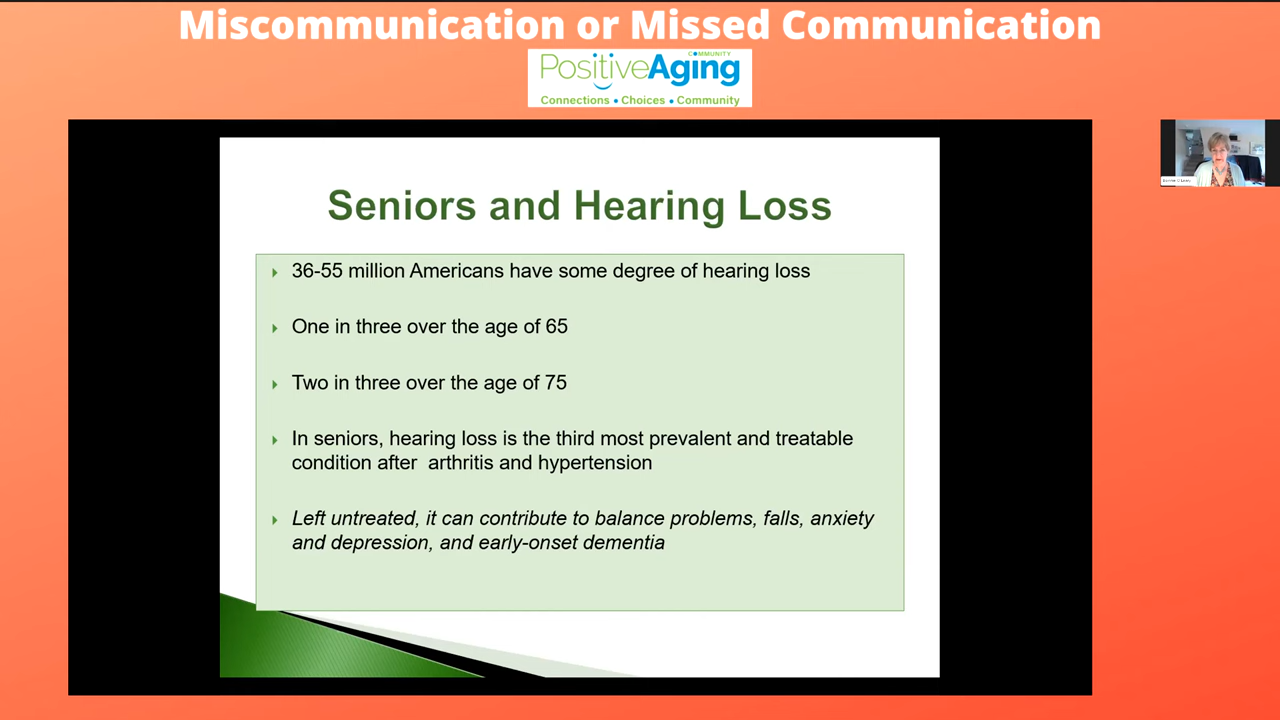 Miscommunication or Missed Communication
COMMUNITY
PositiveAging
Connections • Choices • Community
Seniors and Hearing Loss
36-55 million Americans have some degree of hearing loss
One in three over the age of 65
Two in three over the age of 75
In seniors, hearing loss is the third most prevalent and treatable
condition after arthritis and hypertension
Left untreated, it can contribute to balance problems, falls, anxiety
and depression, and early-onset dementia